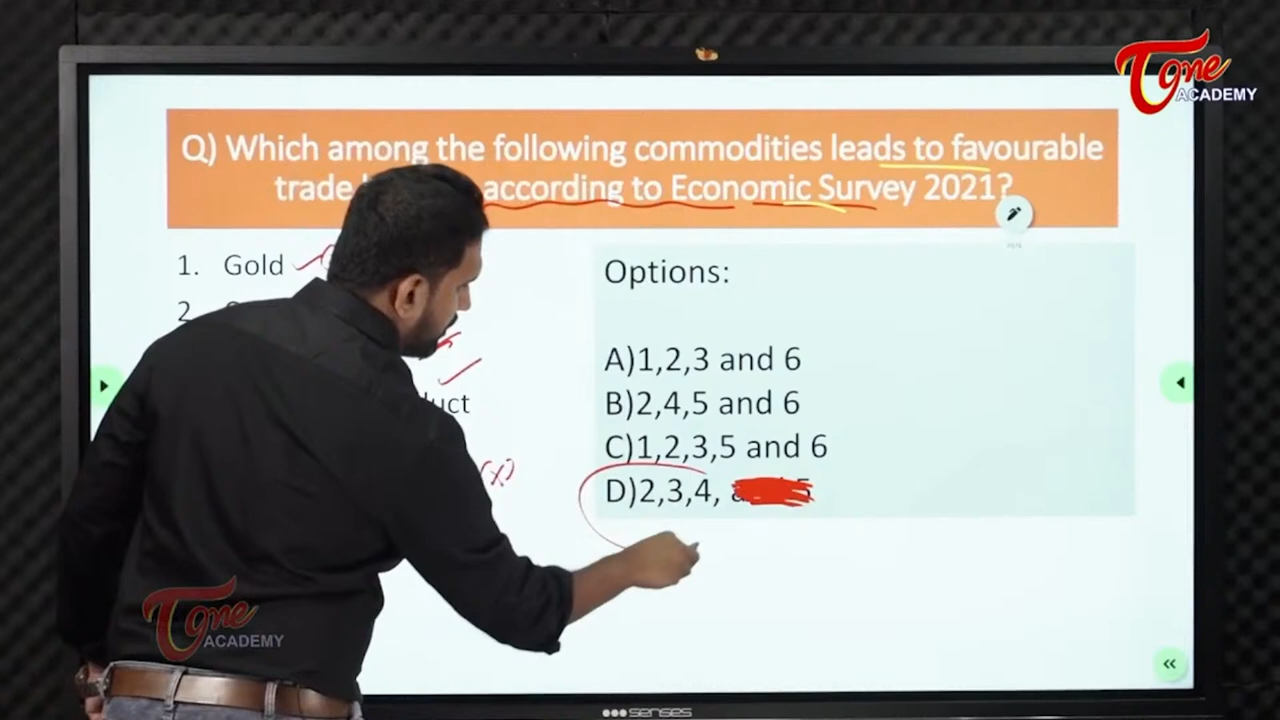 Tone
ACADEMY
Q) Which among the following commodities leads to favourable
trade according to Economic Survey 2021?
1. Gold
2
Options:
A)1,2,3 and 6
B)2,4,5 and 6
C)1,2,3,5 and 6
D)2,3,4, 5
(x)
Tone
ACADEMY
senses